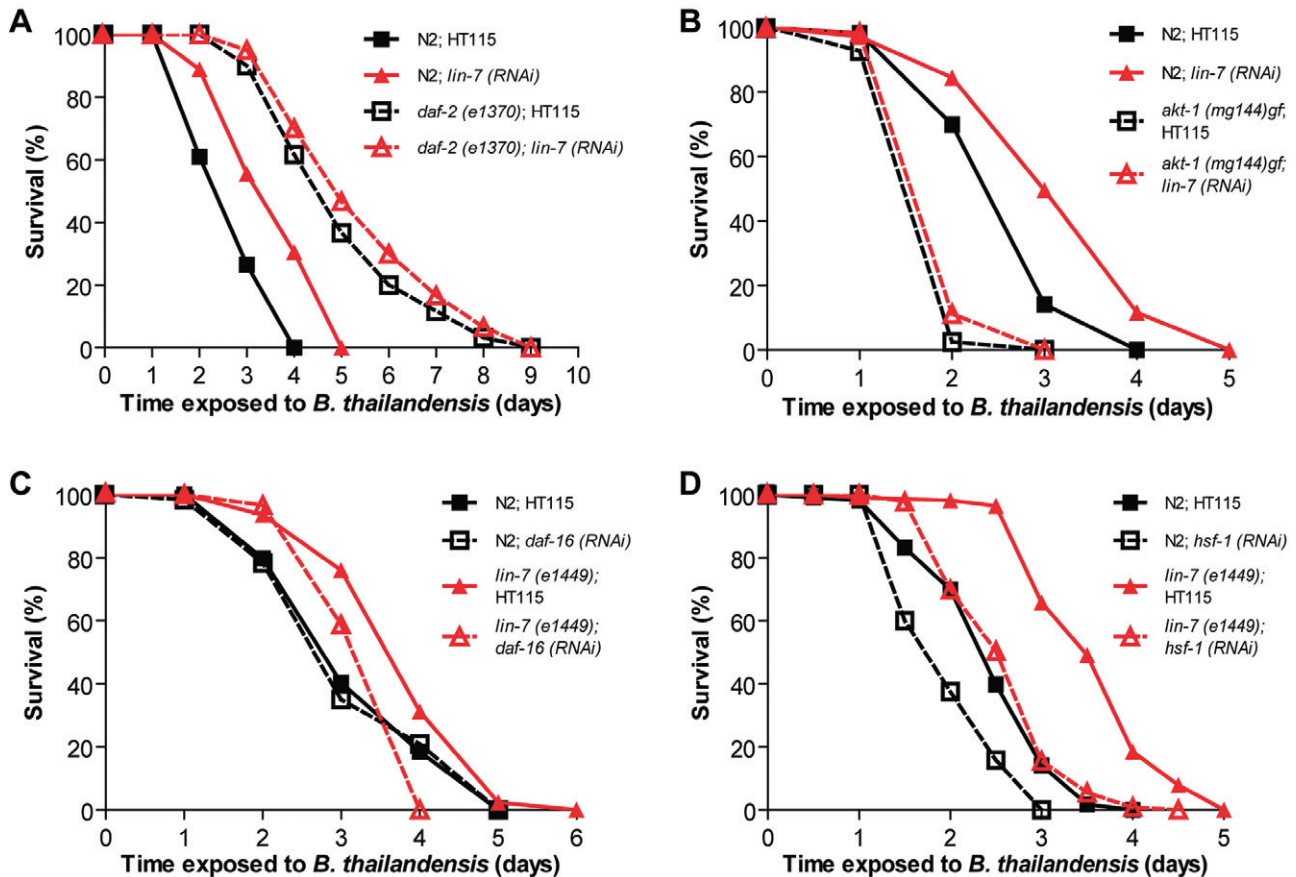 A
N2; HT115
N2; lin-7 (RNAi)
daf-2 (e1370); HT115
daf-2 (e1370); lin-7 (RNAi)
Survival (%)
100
80
60
40
20
0
0 1 2 3 4 5 6 7 8 9 10
Time exposed to B. thailandensis (days)
B
N2; HT115
N2; lin-7 (RNAi)
akt-1 (mg144)gf;
HT115
akt-1 (mg144)gf;
lin-7 (RNAi)
Survival (%)
100
80
60
40
20
0
0 1 2 3 4 5
Time exposed to B. thailandensis (days)
C
N2; HT115
N2; daf-16 (RNAi)
lin-7 (e1449);
HT115
lin-7 (e1449);
daf-16 (RNAi)
Survival (%)
100
80
60
40
20
0
0 1 2 3 4 5 6
Time exposed to B. thailandensis (days)
D
N2; HT115
N2; hsf-1 (RNAi)
lin-7 (e1449);
HT115
lin-7 (e1449);
hsf-1 (RNAi)
Survival (%)
100
80
60
40
20
0
0 1 2 3 4 5
Time exposed to B. thailandensis (days)